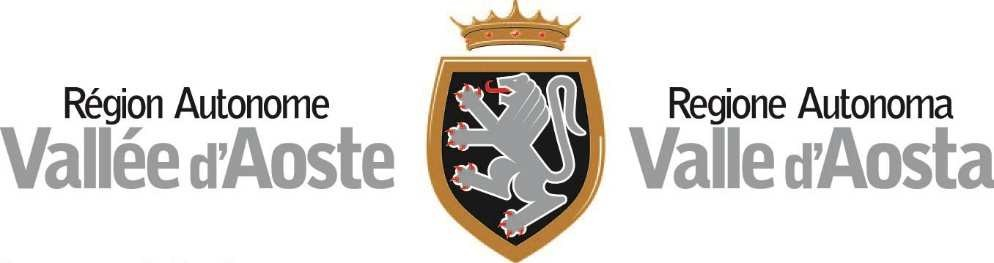 Région Autonome
Vallée d'Aoste
Regione Autonoma
Valle d'Aosta